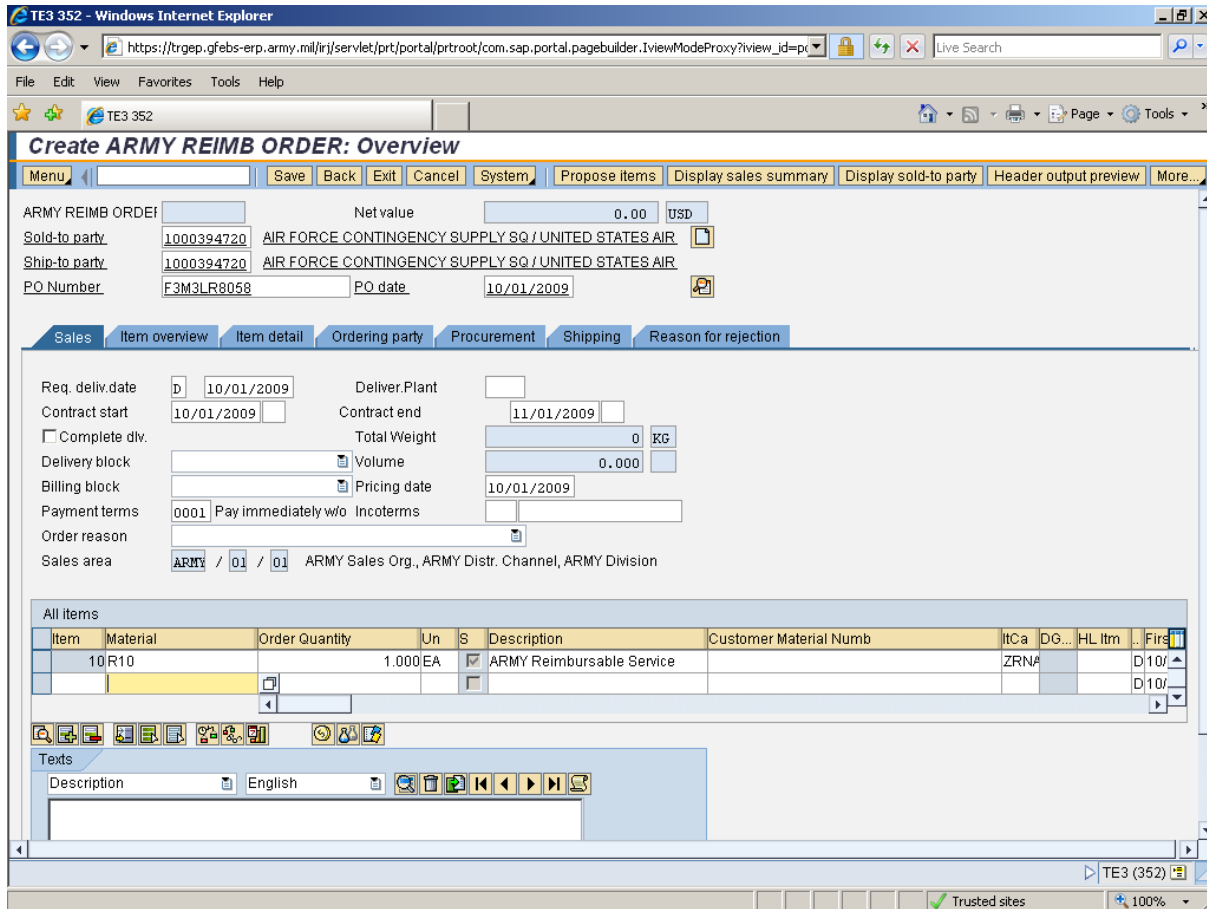 TE3 352 - Windows Internet Explorer
https://trgep.gfebs-erp.army.mil/irj/servlet/prt/portal/prtroot/com.sap.portal.pagebuilder.IviewModeProxy?iview_id=pc Live Search
File Edit View Favorites Tools Help
TE3 352 Page Tools
Create ARMY REIMB ORDER: Overview
Menu Save Back Exit Cancel System Propose items Display sales summary Display sold-to party Header output preview More...
ARMY REIMB ORDER Net value 0.00 USD
Sold-to party 1000394720 AIR FORCE CONTINGENCY SUPPLY SQ / UNITED STATES AIR
Ship-to party 1000394720 AIR FORCE CONTINGENCY SUPPLY SQ / UNITED STATES AIR
PO Number F3M3LR8058 PO date 10/01/2009
Sales Item overview Item detail Ordering party Procurement Shipping Reason for rejection
Req. deliv.date D 10/01/2009 Deliver.Plant
Contract start 10/01/2009 Contract end 11/01/2009
Complete dlv. Total Weight 0 KG
Delivery block Volume 0.000
Billing block Pricing date 10/01/2009
Payment terms 0001 Pay immediately w/o Incoterms
Order reason
Sales area ARMY / 01 / 01 ARMY Sales Org., ARMY Distr. Channel, ARMY Division
All items
Item Material Order Quantity Un S Description Customer Material Numb ItCa DG... HL Itm .. Firs
10 R10 1.000 EA ARMY Reimbursable Service ZRNA D 10/
D 10/
Texts
Description English
TE3 (352)
Trusted sites 100%